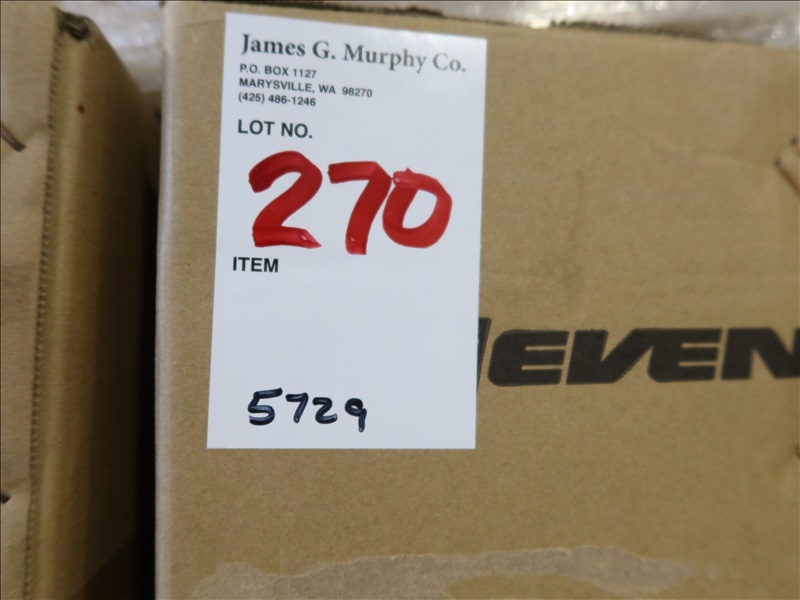 James G. Murphy Co.
P.O. BOX 1127
MARYSVILLE, WA 98270
(425) 486-1246
LOT NO.
270
ITEM
EVEN
5729